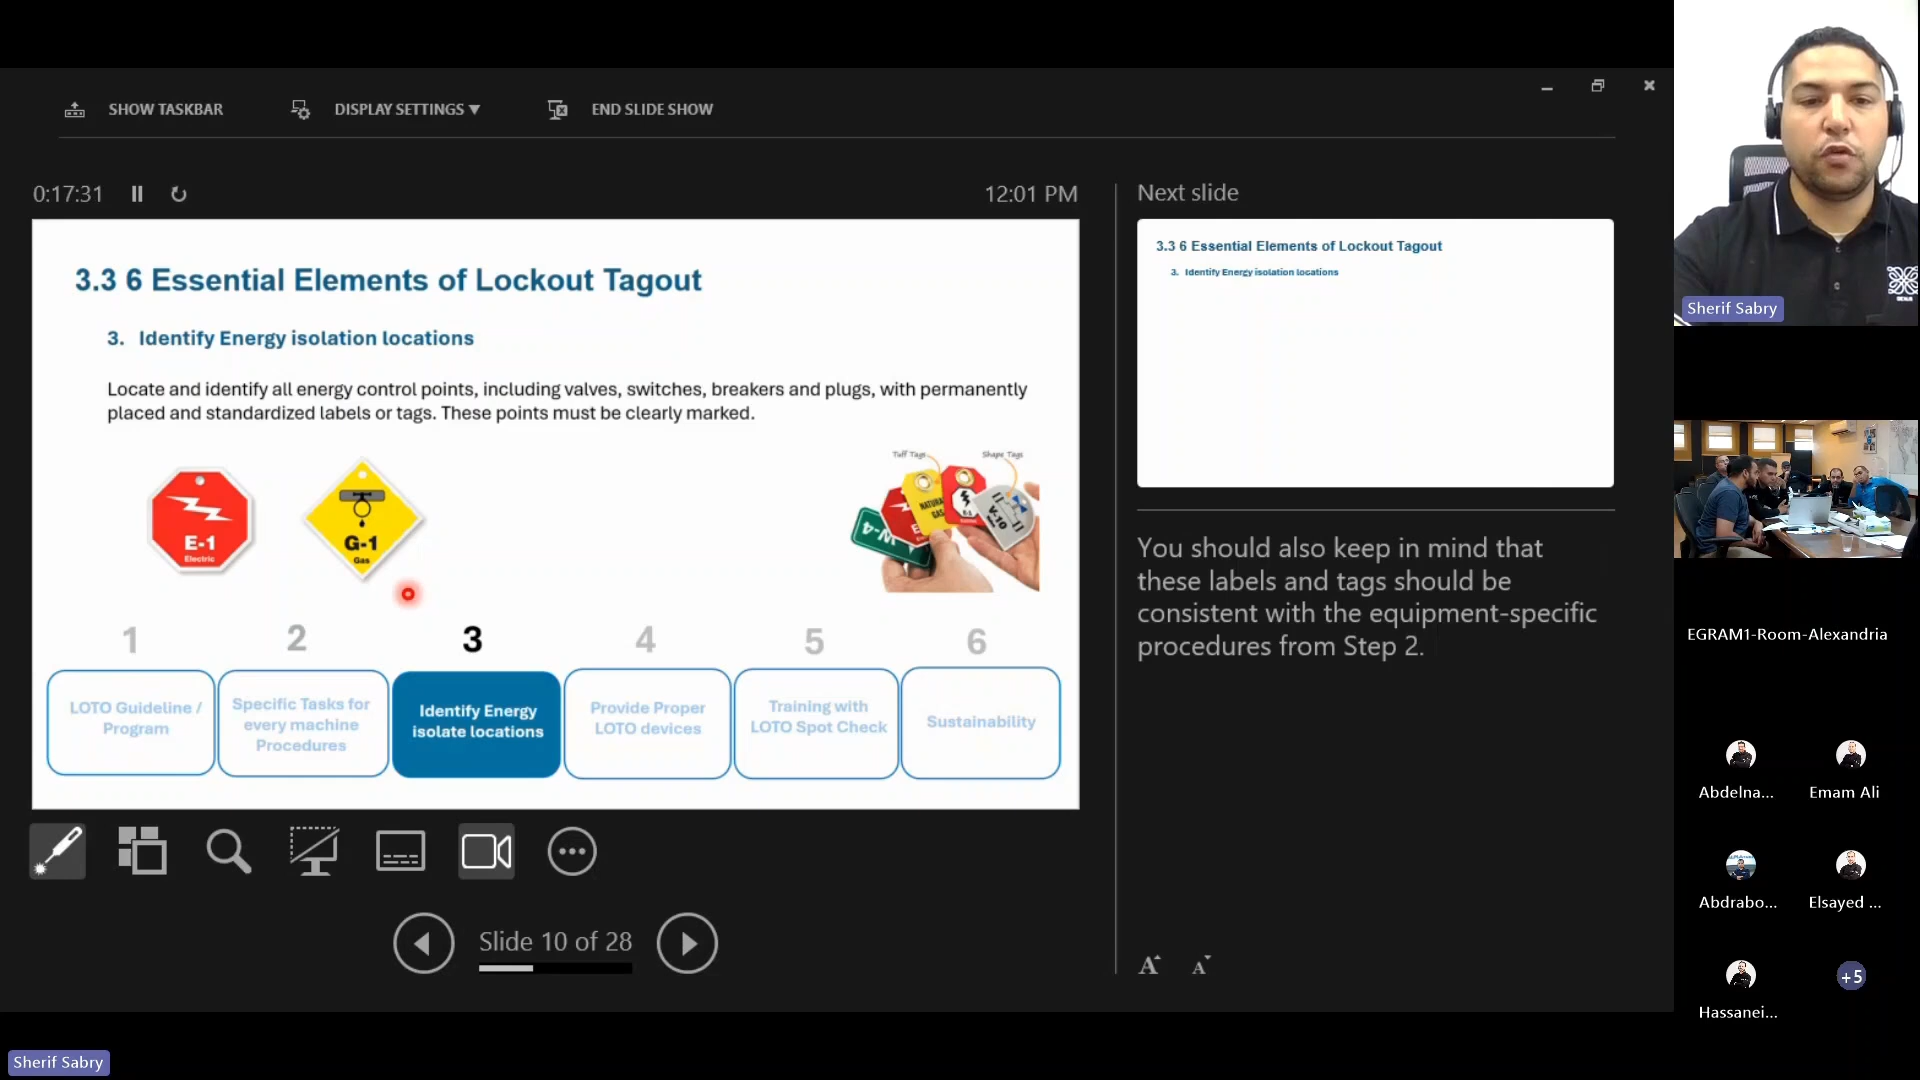 SHOW TASKBAR
DISPLAY SETTINGS ▼
END SLIDE SHOW
0:17:31
12:01 PM
3.3 6 Essential Elements of Lockout Tagout
3. Identify Energy isolation locations
Locate and identify all energy control points, including valves, switches, breakers and plugs, with permanently
placed and standardized labels or tags. These points must be clearly marked.
E-1
Electric
G-1
Gas
Tuff Tags
Shape Tags
NATURAL
GAS
V-10
1
2
3
4
5
6
LOTO Guideline /
Program
Specific Tasks for
every machine
Procedures
Identify Energy
isolate locations
Provide Proper
LOTO devices
Training with
LOTO Spot Check
Sustainability
Slide 10 of 28
Next slide
3.3 6 Essential Elements of Lockout Tagout
3. Identify Energy isolation locations
You should also keep in mind that
these labels and tags should be
consistent with the equipment-specific
procedures from Step 2.
A
A
Sherif Sabry
EGRAM1-Room-Alexandria
Abdelna...
Emam Ali
Abdrabo...
Elsayed ...
Hassanei...
+5
Sherif Sabry